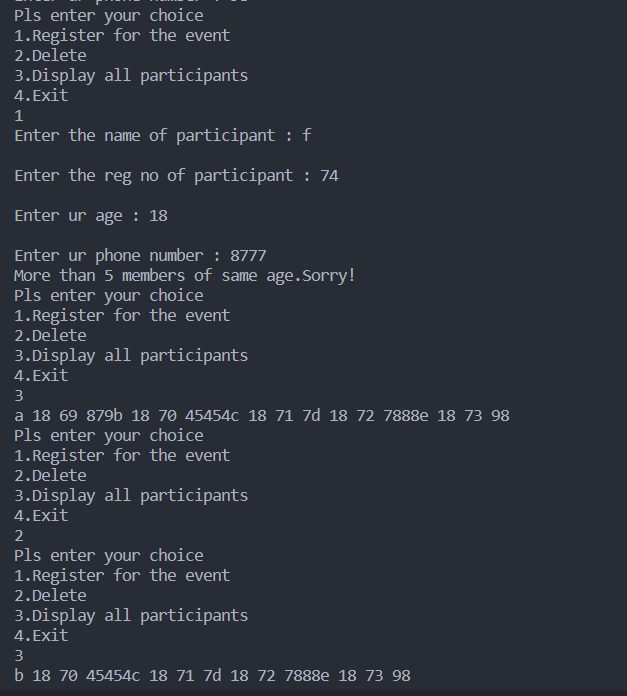 Pls enter your choice
1.Register for the event
2.Delete
3.Display all participants
4.Exit
1
Enter the name of participant : f
Enter the reg no of participant : 74
Enter ur age : 18
Enter ur phone number : 8777
More than 5 members of same age.Sorry!
Pls enter your choice
1.Register for the event
2.Delete
3.Display all participants
4.Exit
3
a 18 69 879b 18 70 45454c 18 71 7d 18 72 7888e 18 73 98
Pls enter your choice
1.Register for the event
2.Delete
3.Display all participants
4.Exit
2
Pls enter your choice
1.Register for the event
2.Delete
3.Display all participants
4.Exit
3
b 18 70 45454c 18 71 7d 18 72 7888e 18 73 98